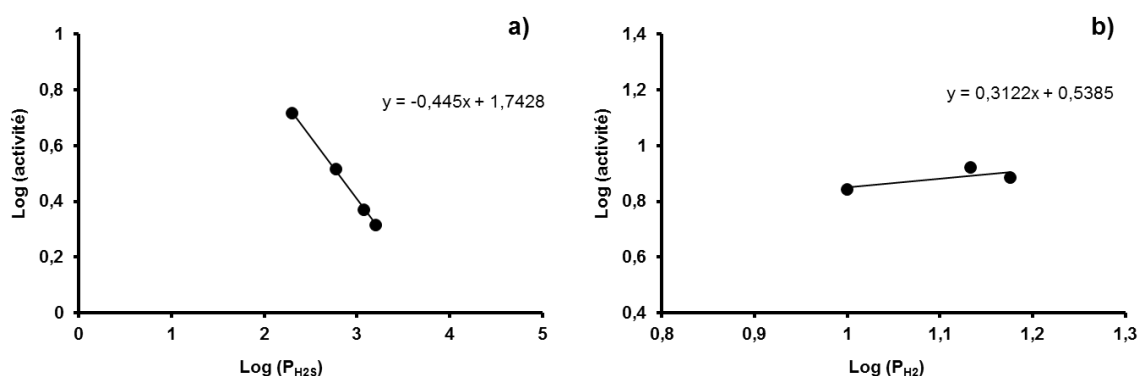 a)
y = -0,445x + 1,7428
Log (activité)
1
0,8
0,6
0,4
0,2
0
0 1 2 3 4 5
Log (P_H2S)
b)
y = 0,3122x + 0,5385
Log (activité)
1,4
1,2
1
0,8
0,6
0,4
0,8 0,9 1 1,1 1,2 1,3
Log (P_H2)